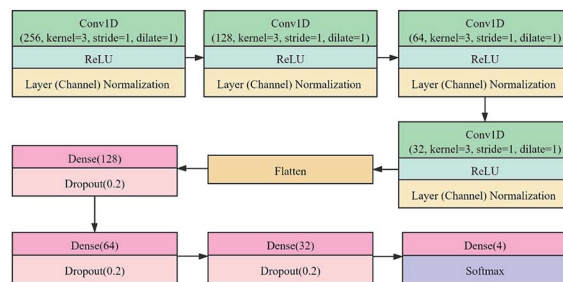 Conv1D
(256, kernel=3, stride=1, dilate=1)
ReLU
Layer (Channel) Normalization
Conv1D
(128, kernel=3, stride=1, dilate=1)
ReLU
Layer (Channel) Normalization
Conv1D
(64, kernel=3, stride=1, dilate=1)
ReLU
Layer (Channel) Normalization
Conv1D
(32, kernel=3, stride=1, dilate=1)
ReLU
Layer (Channel) Normalization
Flatten
Dense(128)
Dropout(0.2)
Dense(64)
Dropout(0.2)
Dense(32)
Dropout(0.2)
Dense(4)
Softmax